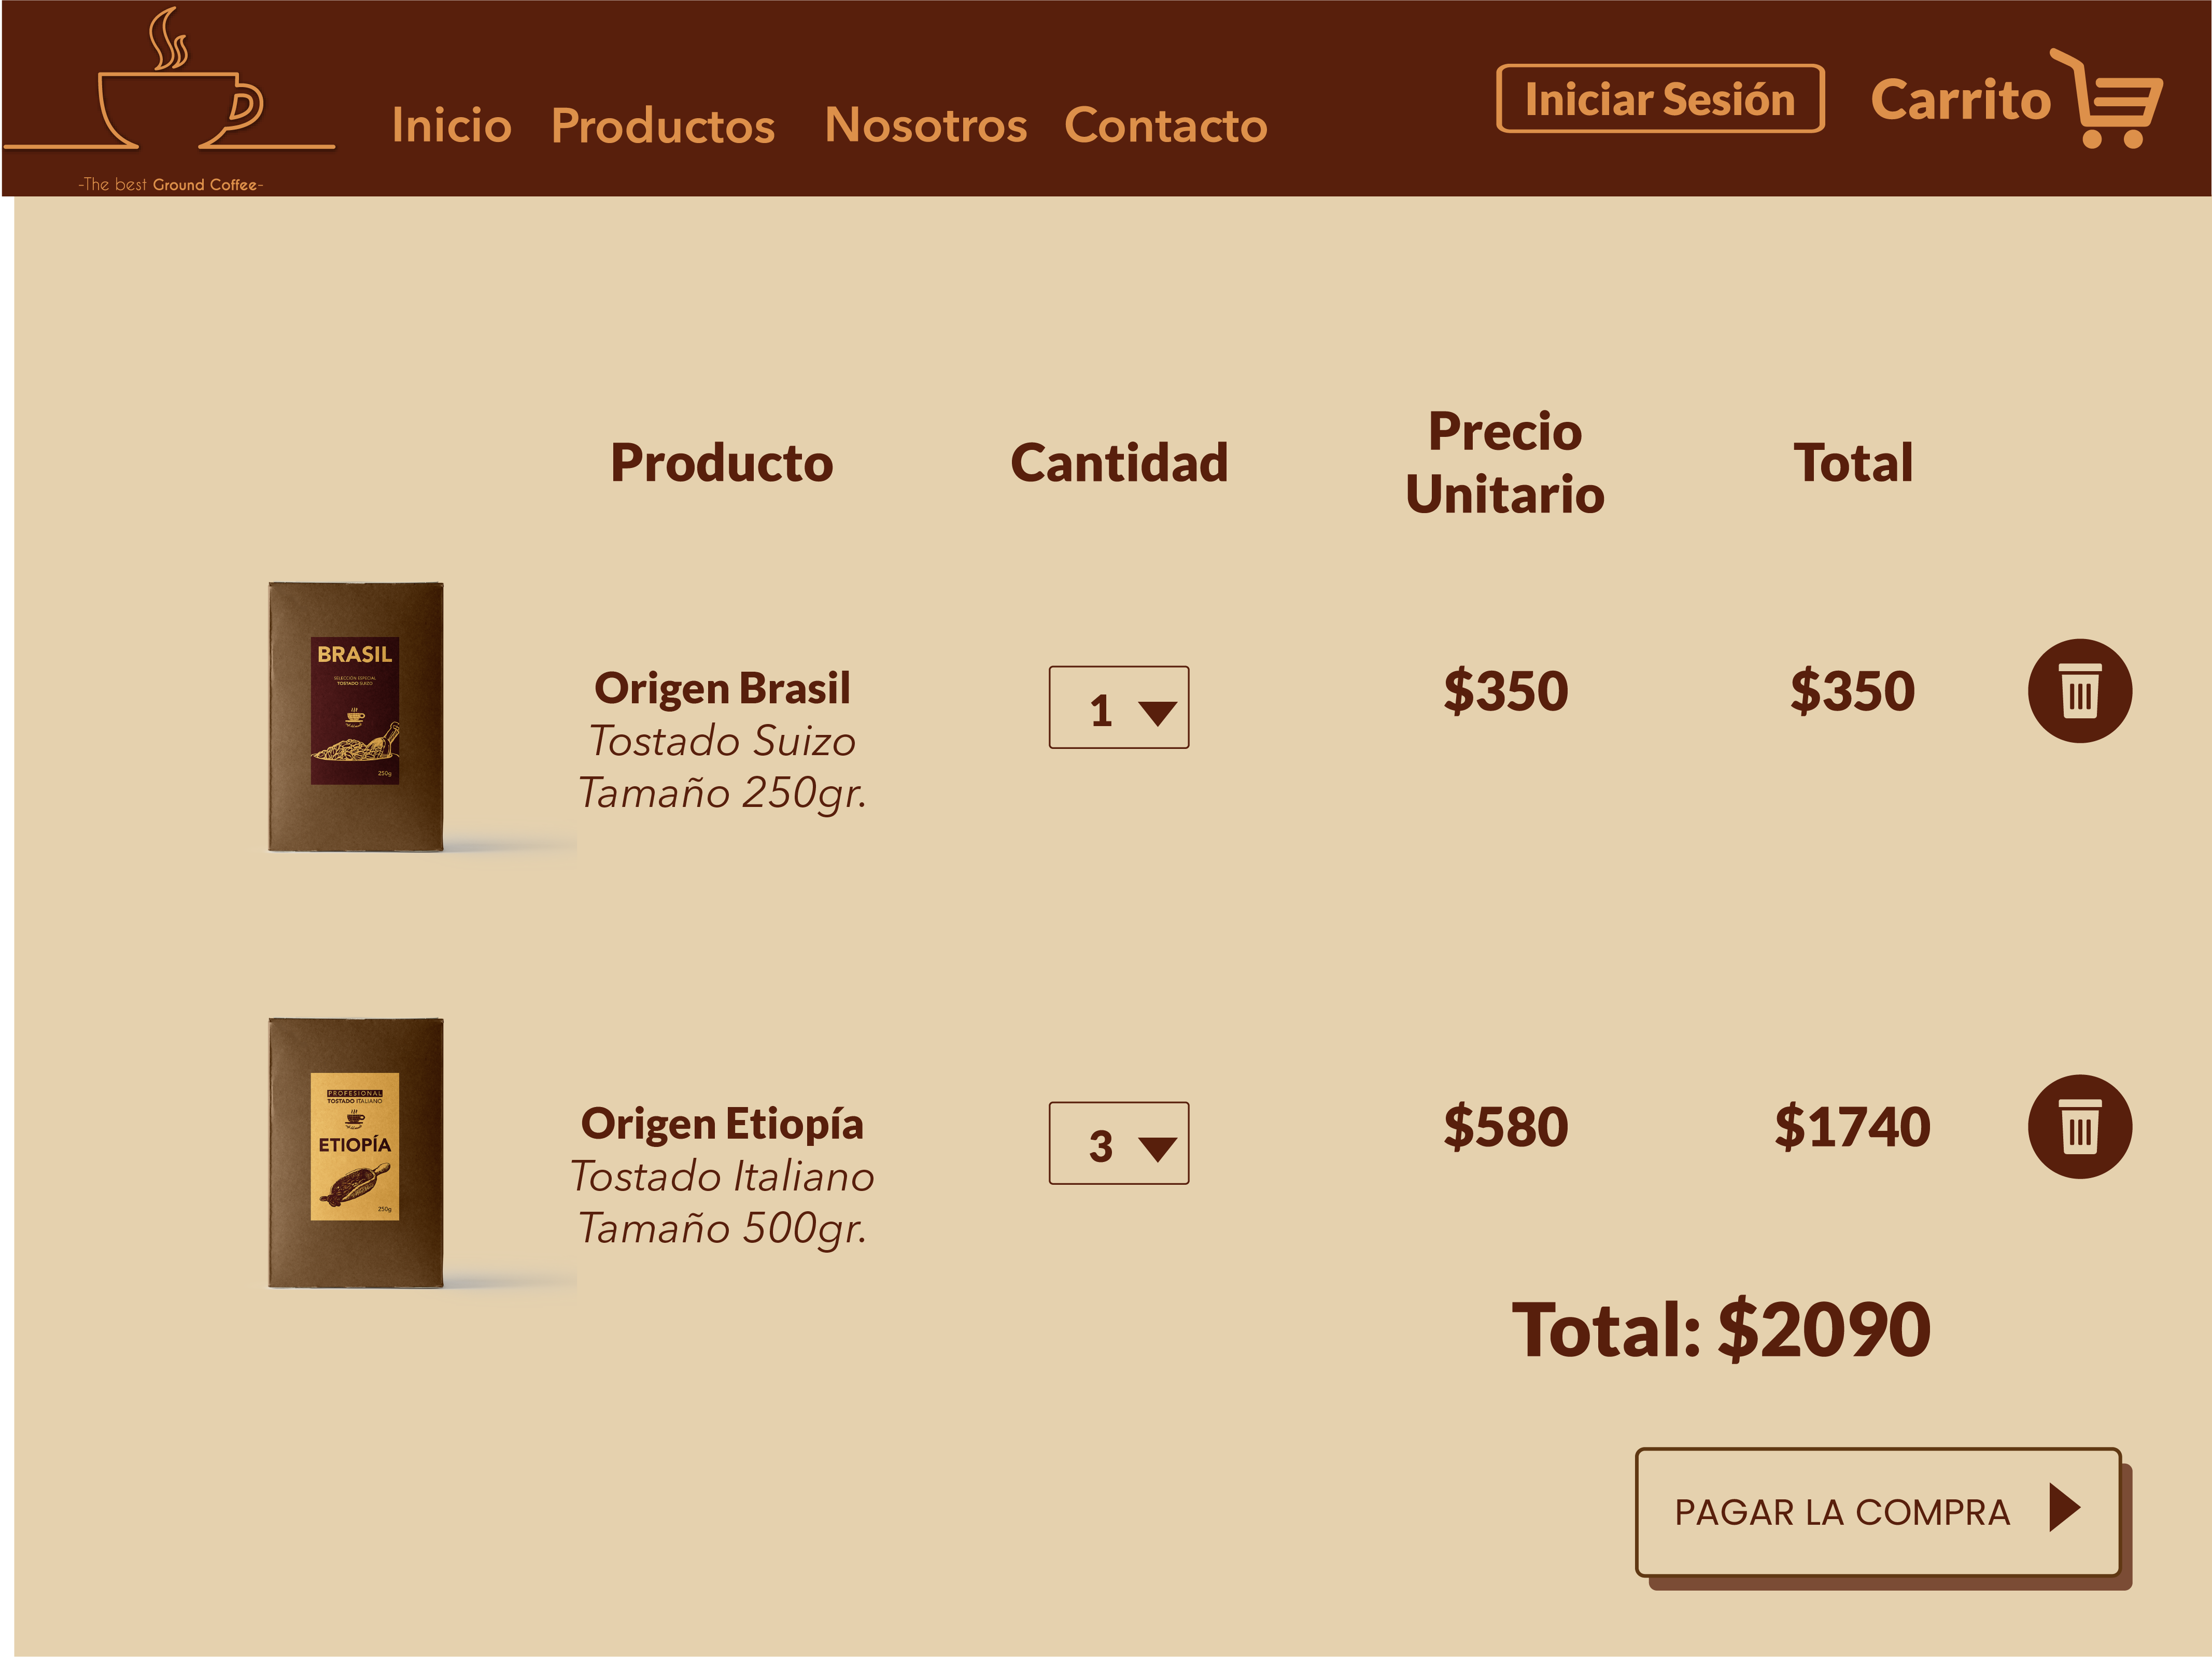 Inicio Productos Nosotros Contacto
Iniciar Sesión
Carrito
-The best Ground Coffee-
Producto Cantidad Precio Unitario Total
BRASIL
SELECCIÓN ESPECIAL
TOSTADO SUIZO
250g
Origen Brasil
Tostado Suizo
Tamaño 250gr.
1
$350
$350
PROFESIONAL
TOSTADO ITALIANO
ETIOPÍA
250g
Origen Etiopía
Tostado Italiano
Tamaño 500gr.
3
$580
$1740
Total: $2090
PAGAR LA COMPRA